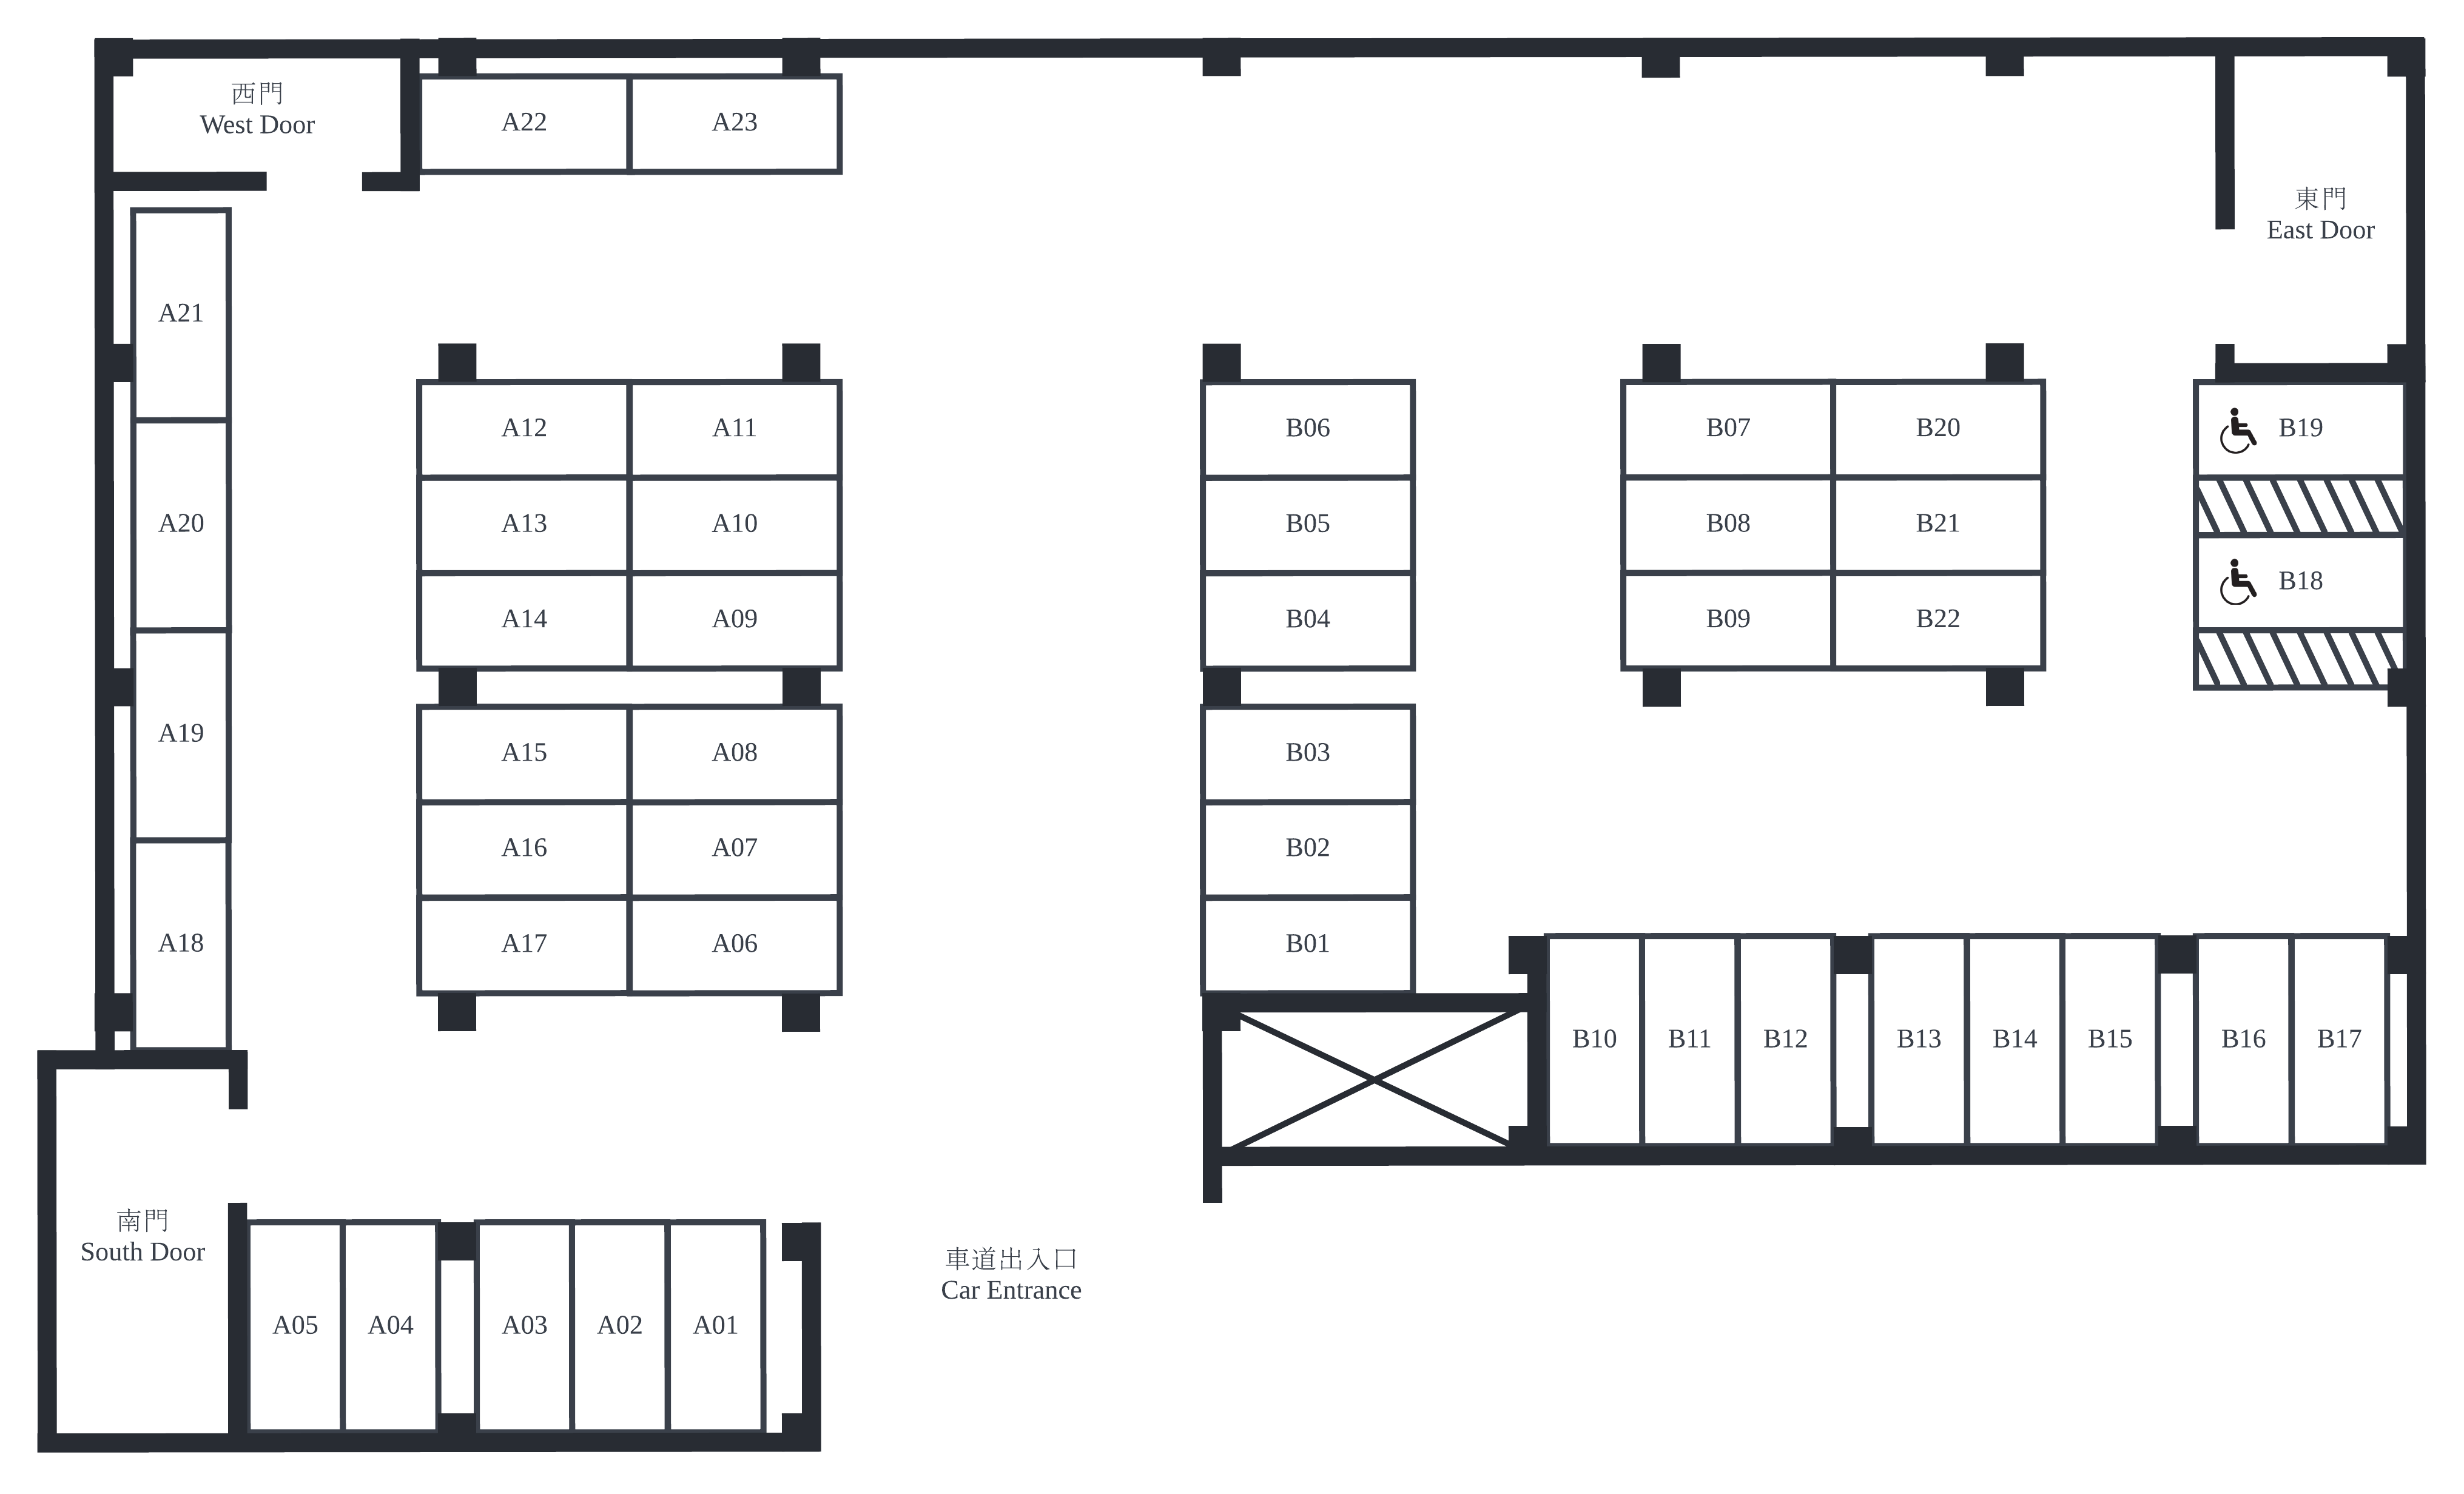 西門
West Door
A22
A23
東門
East Door
A21
A12
A11
B06
B07
B20
B19
A20
A13
A10
B05
B08
B21
B18
A14
A09
B04
B09
B22
A19
A15
A08
B03
A16
A07
B02
A18
A17
A06
B01
B10
B11
B12
B13
B14
B15
B16
B17
南門
South Door
車道出入口
Car Entrance
A05
A04
A03
A02
A01